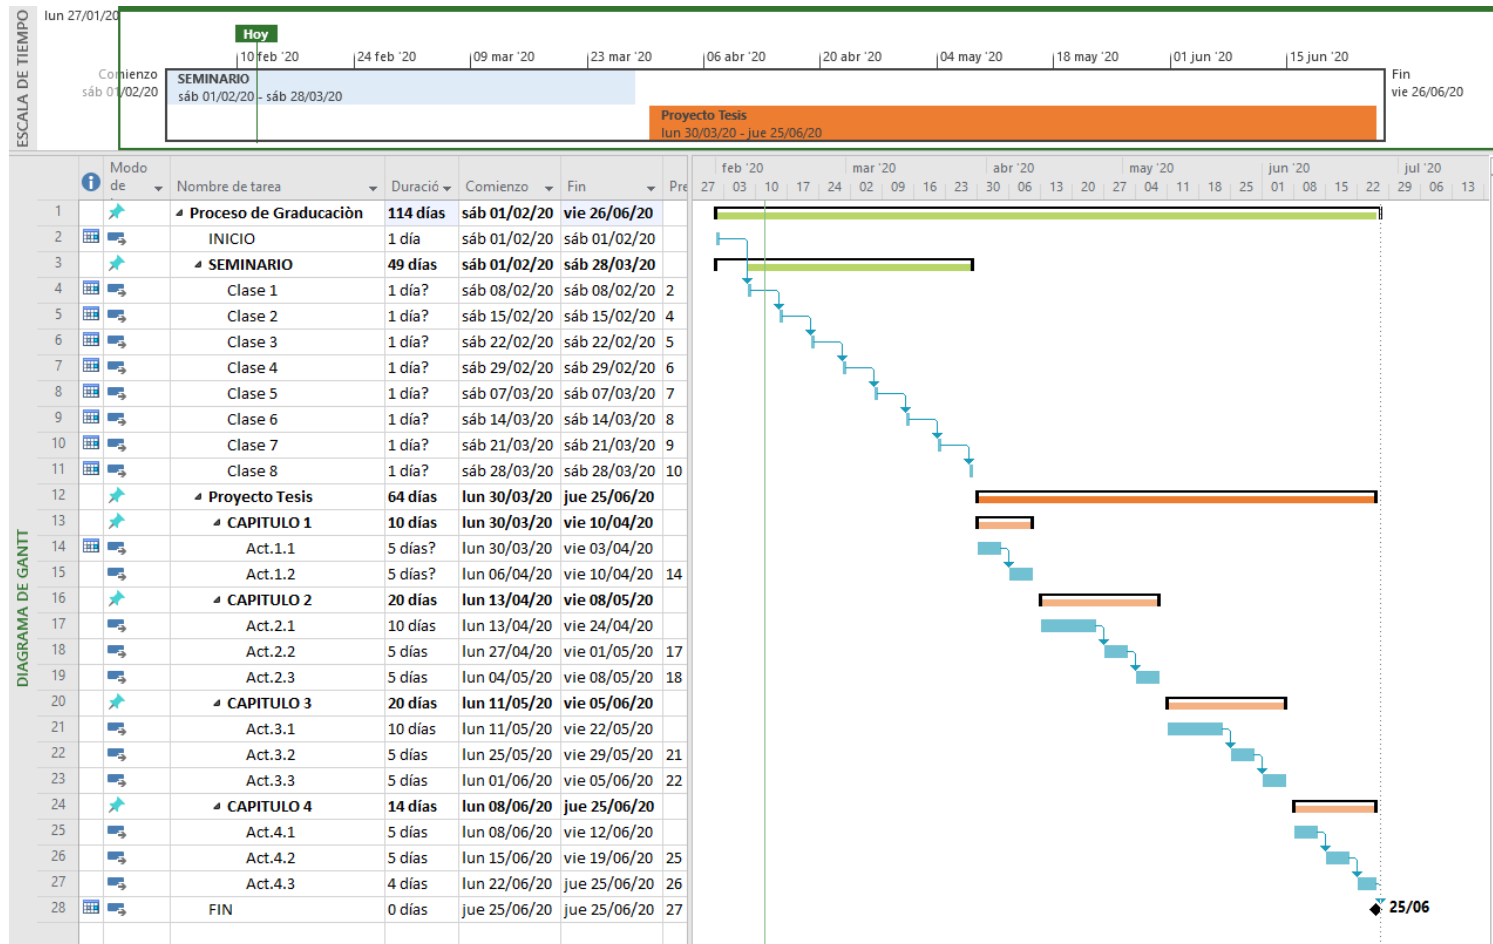 ESCALA DE TIEMPO
lun 27/01/20
Hoy
10 feb '20 24 feb '20 09 mar '20 23 mar '20 06 abr '20 20 abr '20 04 may '20 18 may '20 01 jun '20 15 jun '20
Comienzo
sáb 01/02/20
SEMINARIO
sáb 01/02/20 - sáb 28/03/20
Proyecto Tesis
lun 30/03/20 - jue 25/06/20
Fin
vie 26/06/20
DIAGRAMA DE GANTT
Modo de Nombre de tarea Duració Comienzo Fin Pre
feb '20 mar '20 abr '20 may '20 jun '20 jul '20
27 03 10 17 24 02 09 16 23 30 06 13 20 27 04 11 18 25 01 08 15 22 29 06 13
1 Proceso de Graducaciòn 114 días sáb 01/02/20 vie 26/06/20
2 INICIO 1 día sáb 01/02/20 sáb 01/02/20
3 SEMINARIO 49 días sáb 01/02/20 sáb 28/03/20
4 Clase 1 1 día? sáb 08/02/20 sáb 08/02/20 2
5 Clase 2 1 día? sáb 15/02/20 sáb 15/02/20 4
6 Clase 3 1 día? sáb 22/02/20 sáb 22/02/20 5
7 Clase 4 1 día? sáb 29/02/20 sáb 29/02/20 6
8 Clase 5 1 día? sáb 07/03/20 sáb 07/03/20 7
9 Clase 6 1 día? sáb 14/03/20 sáb 14/03/20 8
10 Clase 7 1 día? sáb 21/03/20 sáb 21/03/20 9
11 Clase 8 1 día? sáb 28/03/20 sáb 28/03/20 10
12 Proyecto Tesis 64 días lun 30/03/20 jue 25/06/20
13 CAPITULO 1 10 días lun 30/03/20 vie 10/04/20
14 Act.1.1 5 días? lun 30/03/20 vie 03/04/20
15 Act.1.2 5 días? lun 06/04/20 vie 10/04/20 14
16 CAPITULO 2 20 días lun 13/04/20 vie 08/05/20
17 Act.2.1 10 días lun 13/04/20 vie 24/04/20
18 Act.2.2 5 días lun 27/04/20 vie 01/05/20 17
19 Act.2.3 5 días lun 04/05/20 vie 08/05/20 18
20 CAPITULO 3 20 días lun 11/05/20 vie 05/06/20
21 Act.3.1 10 días lun 11/05/20 vie 22/05/20
22 Act.3.2 5 días lun 25/05/20 vie 29/05/20 21
23 Act.3.3 5 días lun 01/06/20 vie 05/06/20 22
24 CAPITULO 4 14 días lun 08/06/20 jue 25/06/20
25 Act.4.1 5 días lun 08/06/20 vie 12/06/20
26 Act.4.2 5 días lun 15/06/20 vie 19/06/20 25
27 Act.4.3 4 días lun 22/06/20 jue 25/06/20 26
28 FIN 0 días jue 25/06/20 jue 25/06/20 27
25/06